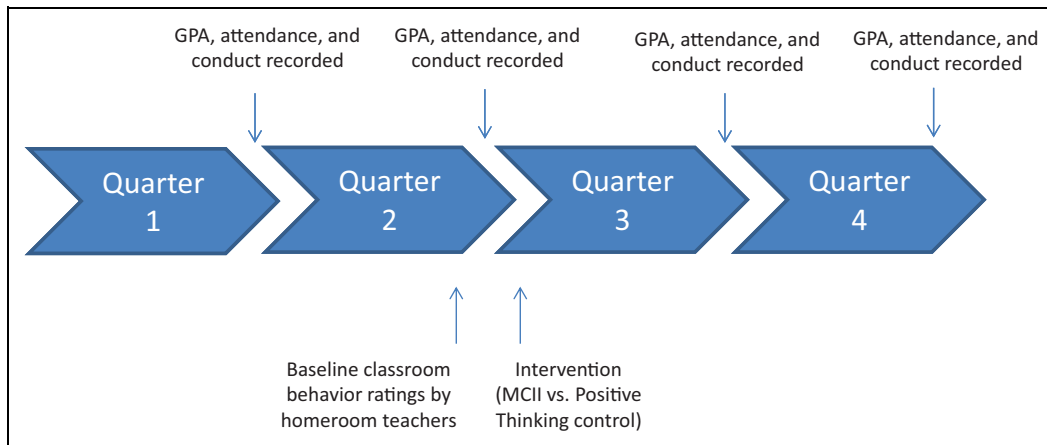 GPA, attendance, and
conduct recorded
GPA, attendance, and
conduct recorded
GPA, attendance, and
conduct recorded
GPA, attendance, and
conduct recorded
Quarter
1
Quarter
2
Quarter
3
Quarter
4
Baseline classroom
behavior ratings by
homeroom teachers
Intervention
(MCII vs. Positive
Thinking control)